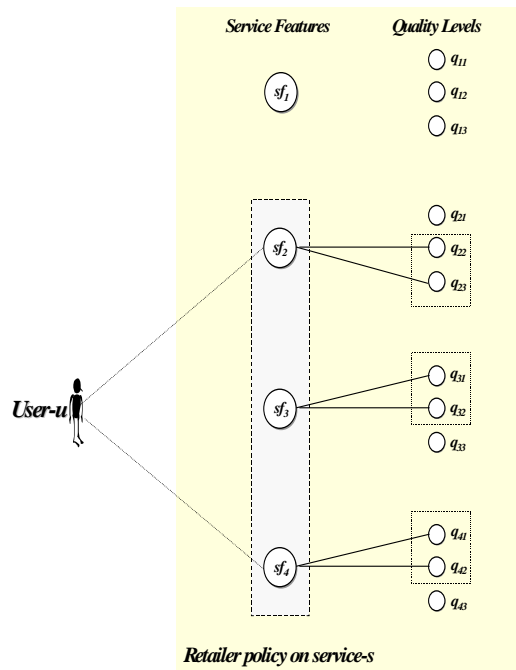 Service Features Quality Levels
q11
sf1 q12
q13
q21
sf2 q22
q23
q31
User-u sf3 q32
q33
q41
sf4 q42
q43
Retailer policy on service-s